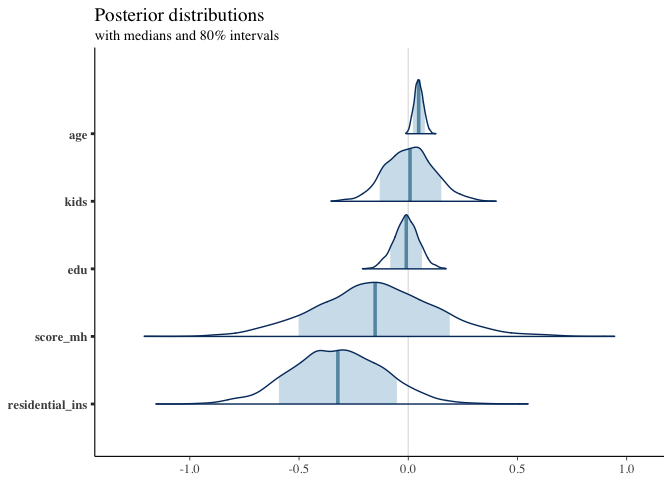 Posterior distributions
with medians and 80% intervals
age
kids
edu
score_mh
residential_ins
-1.0 -0.5 0.0 0.5 1.0